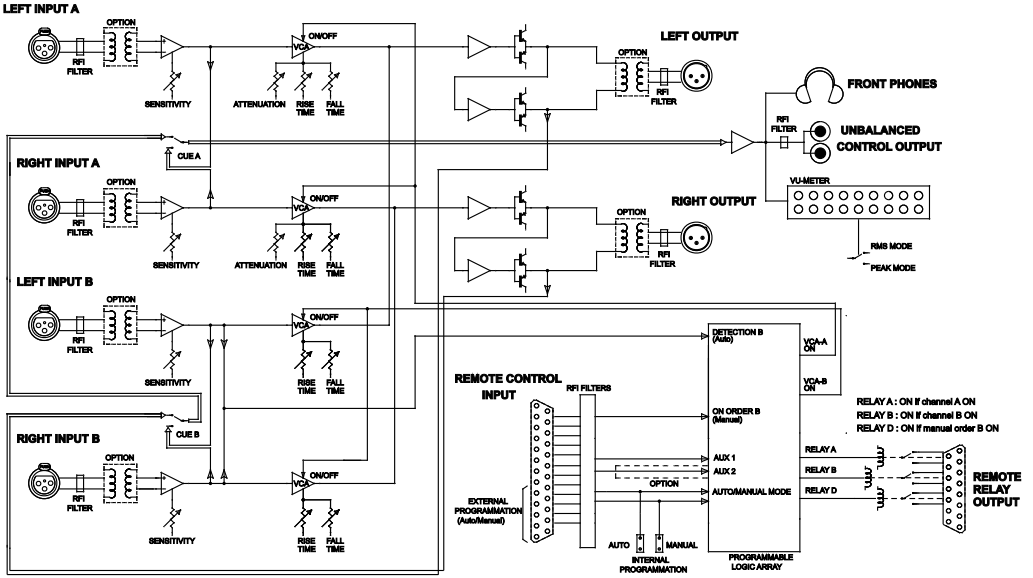 LEFT INPUT A
OPTION
RFI
FILTER
SENSITIVITY
ON/OFF
VCA
ATTENUATION
RISE
TIME
FALL
TIME
LEFT OUTPUT
OPTION
RFI
FILTER
FRONT PHONES
RFI
FILTER
UNBALANCED
CONTROL OUTPUT
VU-METER
RMS MODE
PEAK MODE
CUE A
RIGHT INPUT A
OPTION
RFI
FILTER
SENSITIVITY
ON/OFF
VCA
ATTENUATION
RISE
TIME
FALL
TIME
RIGHT OUTPUT
OPTION
RFI
FILTER
LEFT INPUT B
OPTION
RFI
FILTER
SENSITIVITY
ON/OFF
VCA
RISE
TIME
FALL
TIME
CUE B
RIGHT INPUT B
OPTION
RFI
FILTER
SENSITIVITY
ON/OFF
VCA
RISE
TIME
FALL
TIME
REMOTE CONTROL
INPUT
RFI FILTERS
EXTERNAL
PROGRAMMATION
(Auto/Manual)
DETECTION B
(Auto)
ON ORDER B
(Manual)
AUX 1
AUX 2
OPTION
AUTO/MANUAL MODE
AUTO
MANUAL
INTERNAL
PROGRAMMATION
PROGRAMMABLE
LOGIC ARRAY
VCA-A
ON
VCA-B
ON
RELAY A : ON if channel A ON
RELAY B : ON if channel B ON
RELAY D : ON if manual order B ON
RELAY A
RELAY B
RELAY D
REMOTE
RELAY
OUTPUT